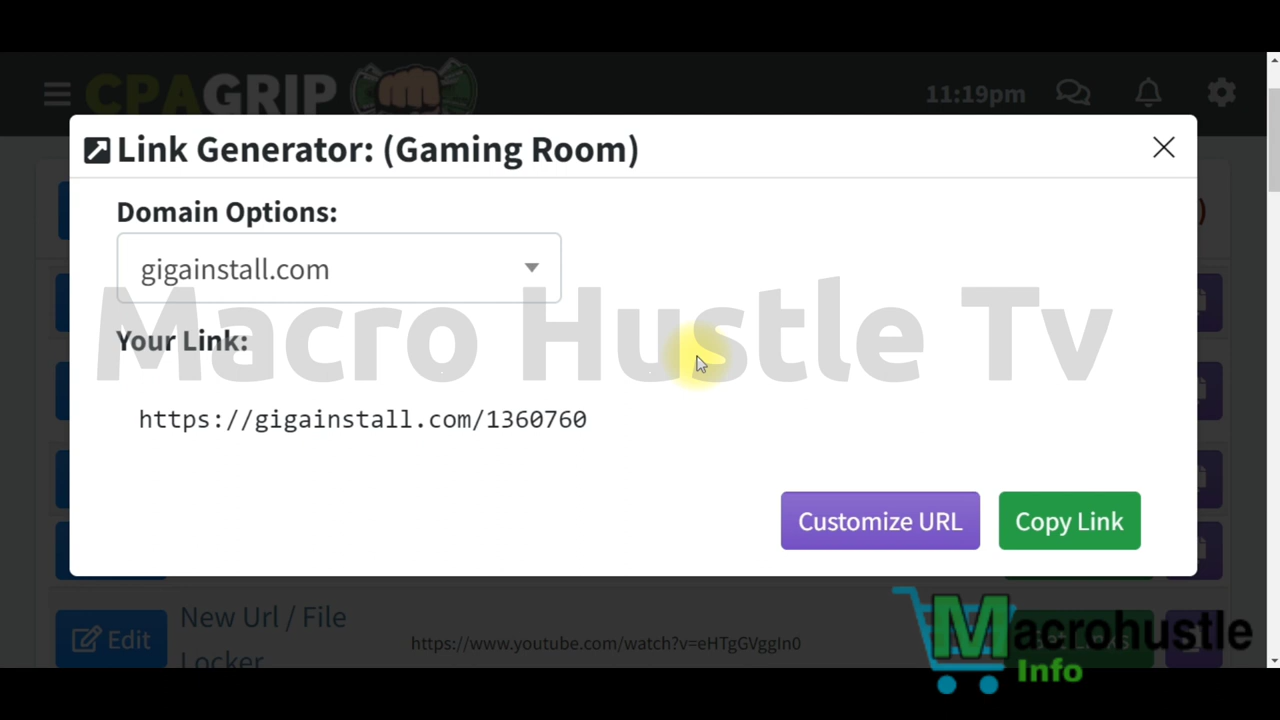 CPAGRIP
11:19pm
Link Generator: (Gaming Room)
Domain Options:
gigainstall.com
Macro Hustle Tv
Your Link:
https://gigainstall.com/1360760
Customize URL
Copy Link
New Url / File
Locker
Edit
https://www.youtube.com/watch?v=eHTgGVggIn0
Macrohustle
Info